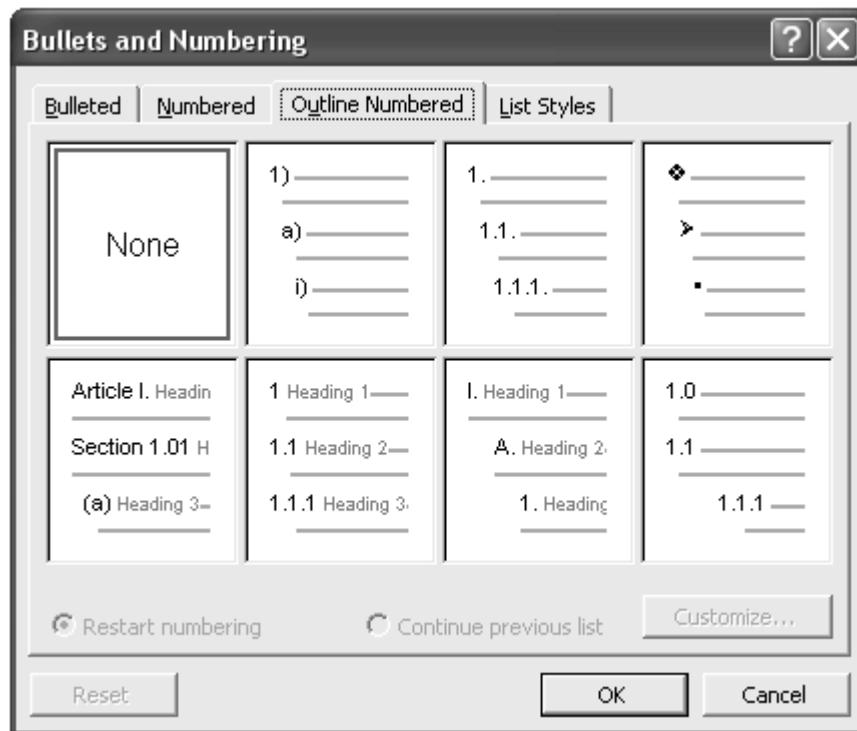 Bullets and Numbering
Bulleted Numbered Outline Numbered List Styles
None
1)
a)
i)
1.
1.1.
1.1.1.
Article I. Headin
Section 1.01 H
(a) Heading 3
1 Heading 1
1.1 Heading 2
1.1.1 Heading 3
I. Heading 1
A. Heading 2
1. Heading
1.0
1.1
1.1.1
Restart numbering Continue previous list Customize...
Reset OK Cancel